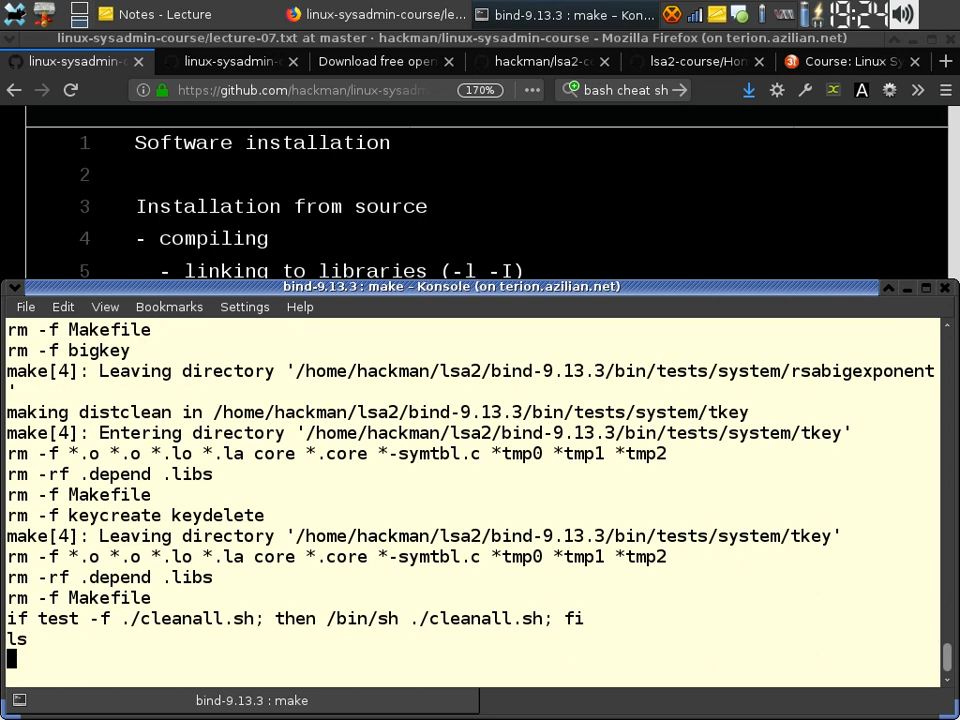 Notes - Lecture
linux-sysadmin-course/le...
bind-9.13.3 : make – Kon...
19:24
linux-sysadmin-course/lecture-07.txt at master · hackman/linux-sysadmin-course - Mozilla Firefox (on terion.azilian.net)
linux-sysadmin-c
linux-sysadmin-c
Download free open
hackman/lsa2-co
lsa2-course/Hon
Course: Linux Sy
https://github.com/hackman/linux-sysadm
170%
bash cheat sh
1 Software installation
2
3 Installation from source
4 - compiling
5 - linking to libraries (-l -I)
bind-9.13.3 : make – Konsole (on terion.azilian.net)
File Edit View Bookmarks Settings Help
rm -f Makefile
rm -f bigkey
make[4]: Leaving directory '/home/hackman/lsa2/bind-9.13.3/bin/tests/system/rsabigexponent
'
making distclean in /home/hackman/lsa2/bind-9.13.3/bin/tests/system/tkey
make[4]: Entering directory '/home/hackman/lsa2/bind-9.13.3/bin/tests/system/tkey'
rm -f *.o *.o *.lo *.la core *.core *-symtbl.c *tmp0 *tmp1 *tmp2
rm -rf .depend .libs
rm -f Makefile
rm -f keycreate keydelete
make[4]: Leaving directory '/home/hackman/lsa2/bind-9.13.3/bin/tests/system/tkey'
rm -f *.o *.o *.lo *.la core *.core *-symtbl.c *tmp0 *tmp1 *tmp2
rm -rf .depend .libs
rm -f Makefile
if test -f ./cleanall.sh; then /bin/sh ./cleanall.sh; fi
ls
bind-9.13.3 : make